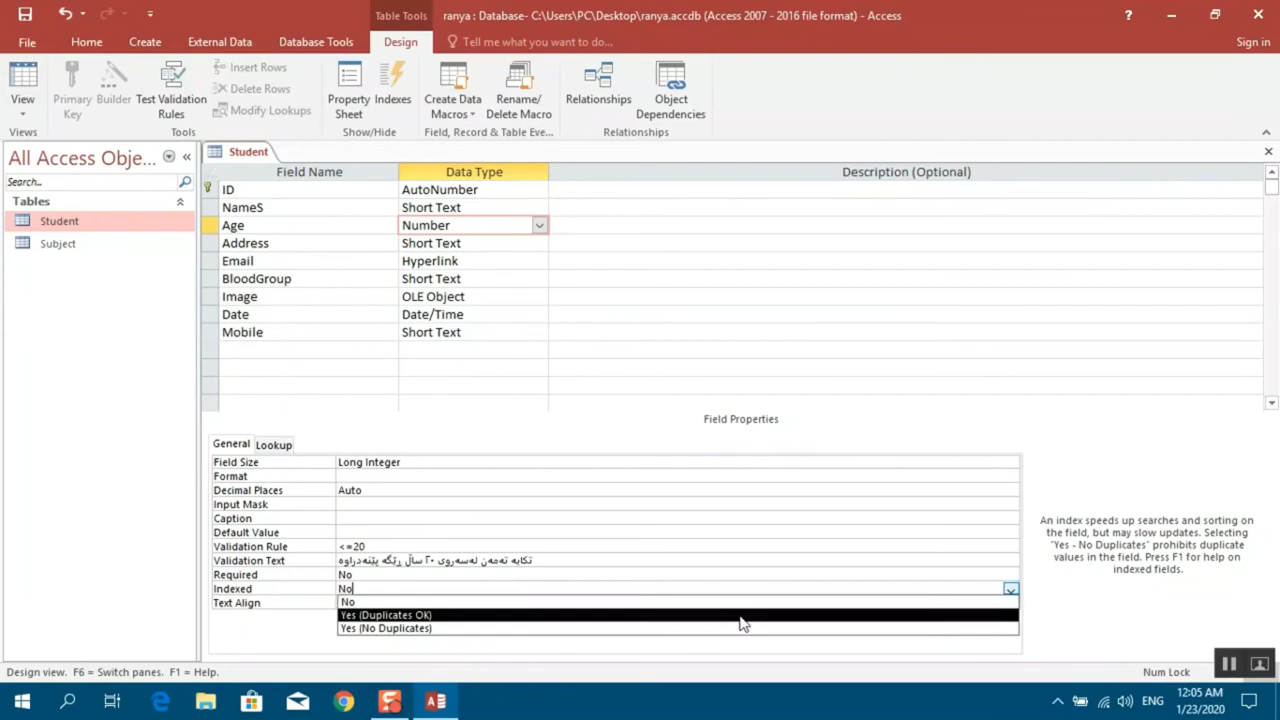 Table Tools
ranya : Database- C:\Users\PC\Desktop\ranya.accdb (Access 2007 - 2016 file format) - Access
?
File
Home
Create
External Data
Database Tools
Design
Tell me what you want to do...
Sign in
View
Primary Key
Builder
Test Validation Rules
Insert Rows
Delete Rows
Modify Lookups
Property Sheet
Indexes
Create Data Macros
Rename/ Delete Macro
Relationships
Object Dependencies
Views
Tools
Show/Hide
Field, Record & Table Eve...
Relationships
All Access Obje...
Search...
Tables
Student
Subject
Student
Field Name Data Type Description (Optional)
ID AutoNumber
NameS Short Text
Age Number
Address Short Text
Email Hyperlink
BloodGroup Short Text
Image OLE Object
Date Date/Time
Mobile Short Text
Field Properties
General Lookup
Field Size Long Integer
Format
Decimal Places Auto
Input Mask
Caption
Default Value
Validation Rule <=20
Validation Text تکایە تەمەن لەسەروی ٢٠ ساڵ ڕێگە پێنەدراوە
Required No
Indexed No
Text Align
No
Yes (Duplicates OK)
Yes (No Duplicates)
An index speeds up searches and sorting on
the field, but may slow updates. Selecting
"Yes - No Duplicates" prohibits duplicate
values in the field. Press F1 for help on
indexed fields.
Design view. F6 = Switch panes. F1 = Help.
Num Lock
ENG
12:05 AM
1/23/2020